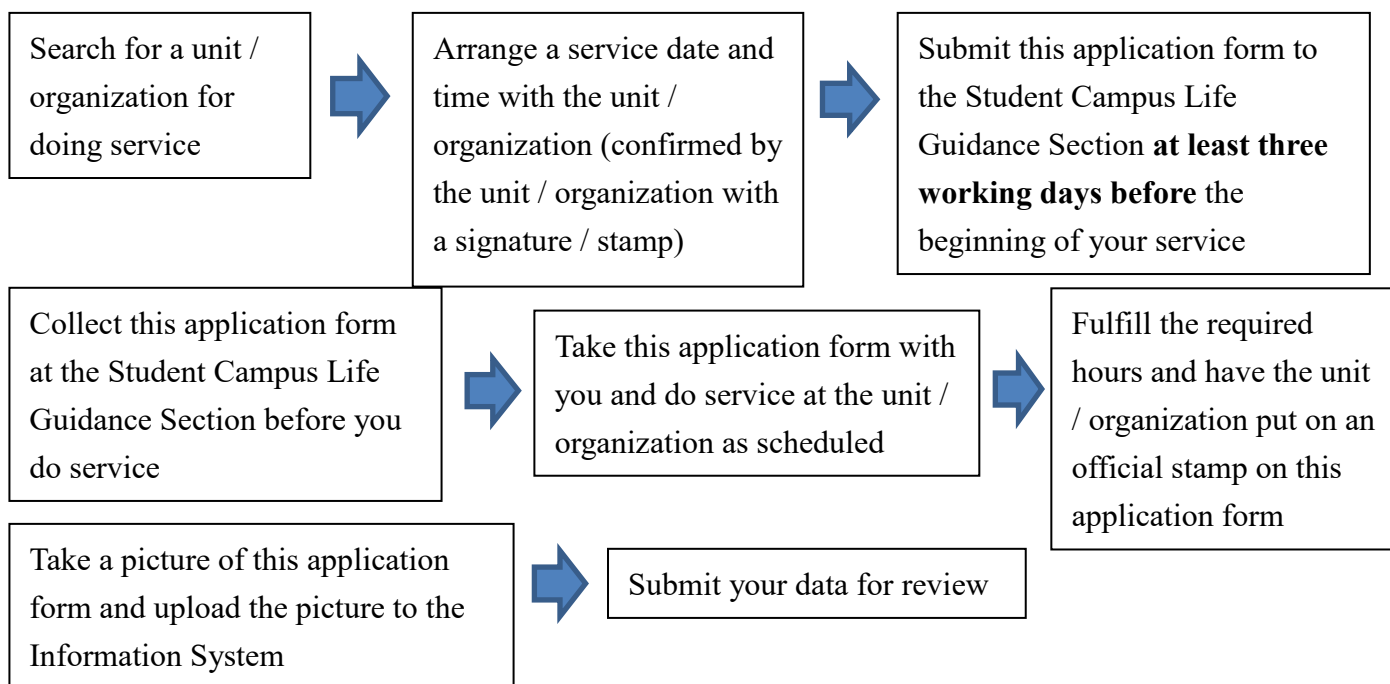 Search for a unit /
organization for
doing service
Arrange a service date and
time with the unit /
organization (confirmed by
the unit / organization with
a signature / stamp)
Submit this application form to
the Student Campus Life
Guidance Section at least three
working days before the
beginning of your service
Collect this application form
at the Student Campus Life
Guidance Section before you
do service
Take this application form with
you and do service at the unit /
organization as scheduled
Fulfill the required
hours and have the unit
/ organization put on an
official stamp on this
application form
Take a picture of this application
form and upload the picture to the
Information System
Submit your data for review